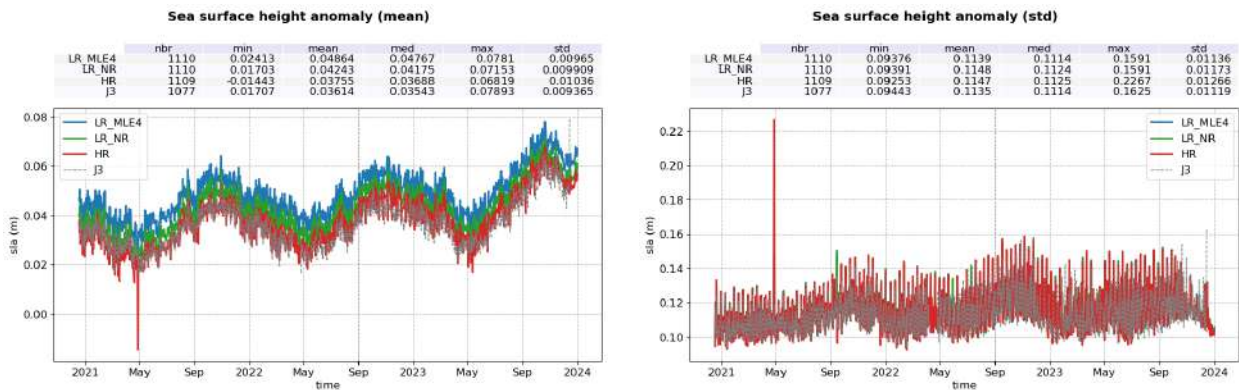 Sea surface height anomaly (mean)
nbr min mean med max std
LR_MLE4 1110 0.02413 0.04864 0.04767 0.0781 0.00965
LR_NR 1110 0.01703 0.04243 0.04175 0.07153 0.009909
HR 1109 -0.01443 0.03755 0.03688 0.06819 0.01036
J3 1077 0.01707 0.03614 0.03543 0.07893 0.009365
0.08
0.06
0.04
0.02
0.00
sla (m)
LR_MLE4
LR_NR
HR
J3
2021 May Sep 2022 May Sep 2023 May Sep 2024
time
Sea surface height anomaly (std)
nbr min mean med max std
LR_MLE4 1110 0.09376 0.1139 0.1114 0.1591 0.01136
LR_NR 1110 0.09391 0.1148 0.1124 0.1591 0.01173
HR 1109 0.09253 0.1147 0.1125 0.2267 0.01266
J3 1077 0.09443 0.1135 0.1114 0.1625 0.01119
0.22
0.20
0.18
0.16
0.14
0.12
0.10
sla (m)
LR_MLE4
LR_NR
HR
J3
2021 May Sep 2022 May Sep 2023 May Sep 2024
time